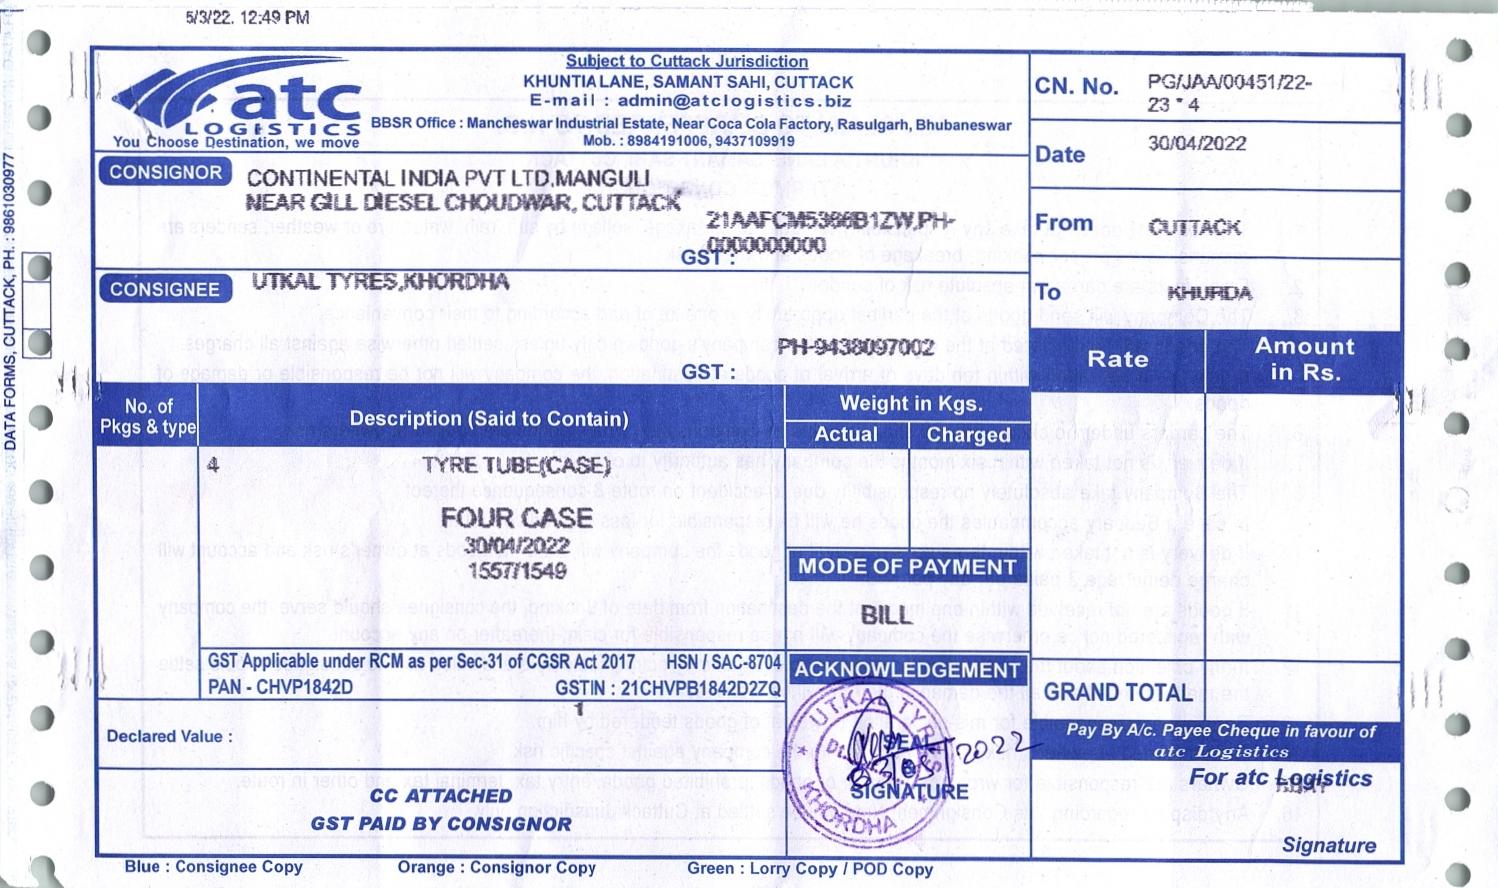 5/3/22. 12:49 PM
DATA FORMS, CUTTACK, PH.: 9861030977
atc
LOGISTICS
You Choose Destination, we move
Subject to Cuttack Jurisdiction
KHUNTIA LANE, SAMANT SAHI, CUTTACK
E-mail : admin@atclogistics.biz
BBSR Office : Mancheswar Industrial Estate, Near Coca Cola Factory, Rasulgarh, Bhubaneswar
Mob. : 8984191006, 9437109919
CN. No. PG/JAA/00451/22-
23 - 4
Date 30/04/2022
From CUTTACK
To KHURDA
CONSIGNOR CONTINENTAL INDIA PVT LTD,MANGULI
NEAR GILL DIESEL CHOUDWAR, CUTTACK
PH-
0000000000
GST :
CONSIGNEE UTKAL TYRES,KHORDHA
PH-9438097002
GST :
Rate Amount in Rs.
No. of Pkgs & type Description (Said to Contain) Weight in Kgs.
Actual Charged
4 TYRE TUBE(CASE)
FOUR CASE
30/04/2022
1557/1549
MODE OF PAYMENT
BILL
GST Applicable under RCM as per Sec-31 of CGSR Act 2017 HSN / SAC-8704
PAN - CHVP1842D GSTIN : 21CHVPB1842D2ZQ
1
ACKNOWLEDGEMENT
UTKAL TYRES
KHORDHA
SEAL
2022
SIGNATURE
GRAND TOTAL
Declared Value :
Pay By A/c. Payee Cheque in favour of
atc Logistics
For atc Logistics
CC ATTACHED
GST PAID BY CONSIGNOR
Signature
Blue : Consignee Copy Orange : Consignor Copy Green : Lorry Copy / POD Copy